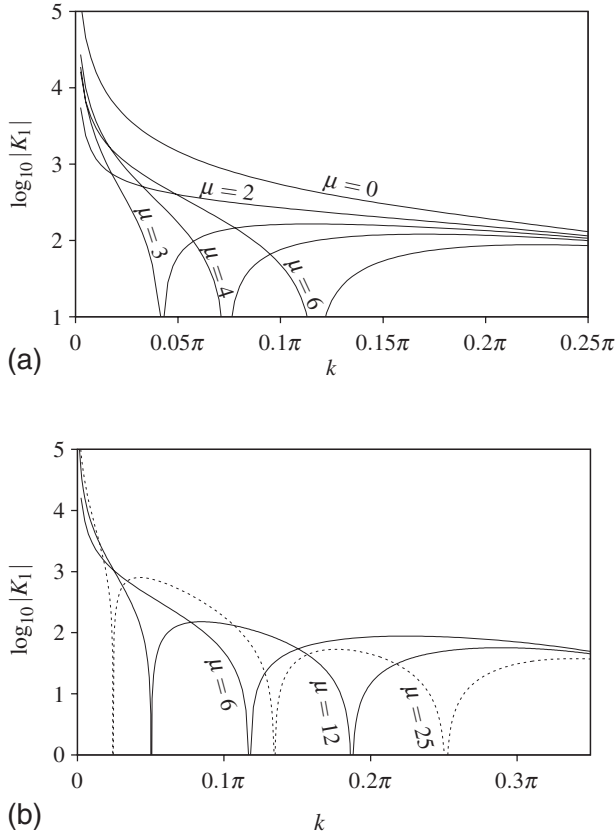 5
4
3
2
1
log₁₀ |K₁|
μ = 0
μ = 2
μ = 3
μ = 4
μ = 6
0 0.05π 0.1π 0.15π 0.2π 0.25π
k
(a)
5
4
3
2
1
0
log₁₀ |K₁|
μ = 6
μ = 12
μ = 25
0 0.1π 0.2π 0.3π
k
(b)